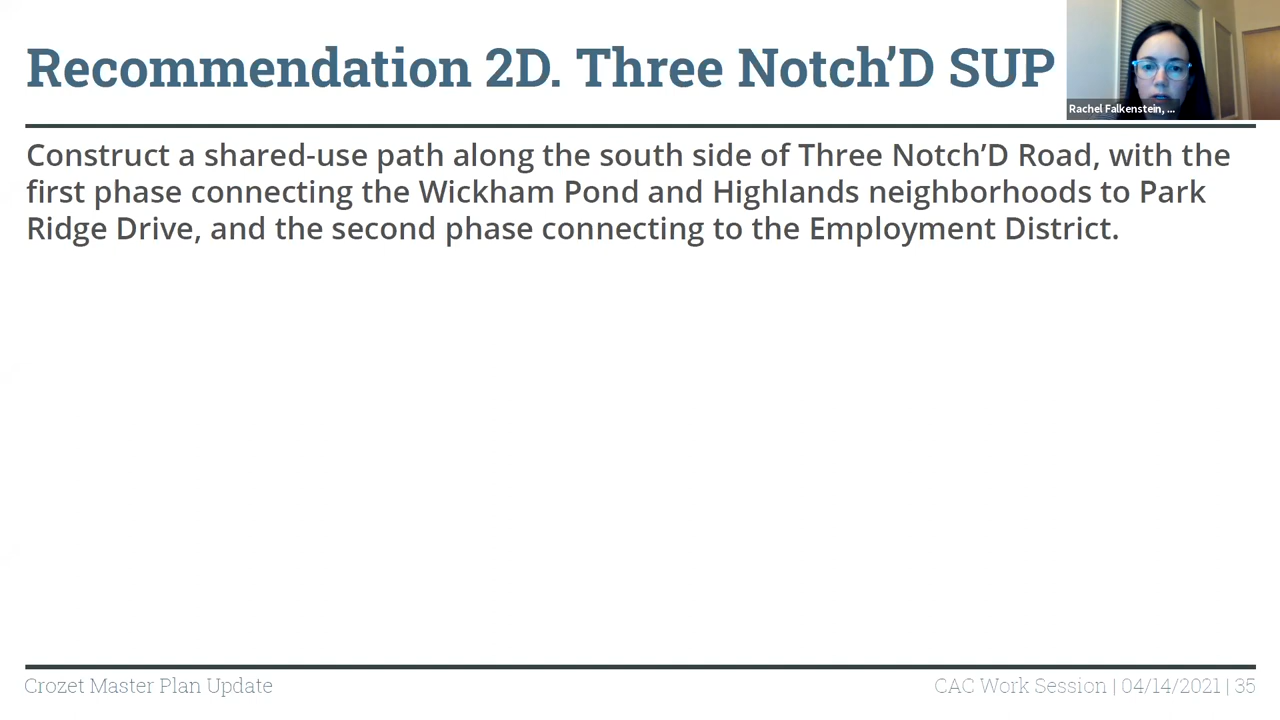 Recommendation 2D. Three Notch’D SUP
Rachel Falkenstein, ...
Construct a shared-use path along the south side of Three Notch’D Road, with the
first phase connecting the Wickham Pond and Highlands neighborhoods to Park
Ridge Drive, and the second phase connecting to the Employment District.
Crozet Master Plan Update
CAC Work Session | 04/14/2021 | 35